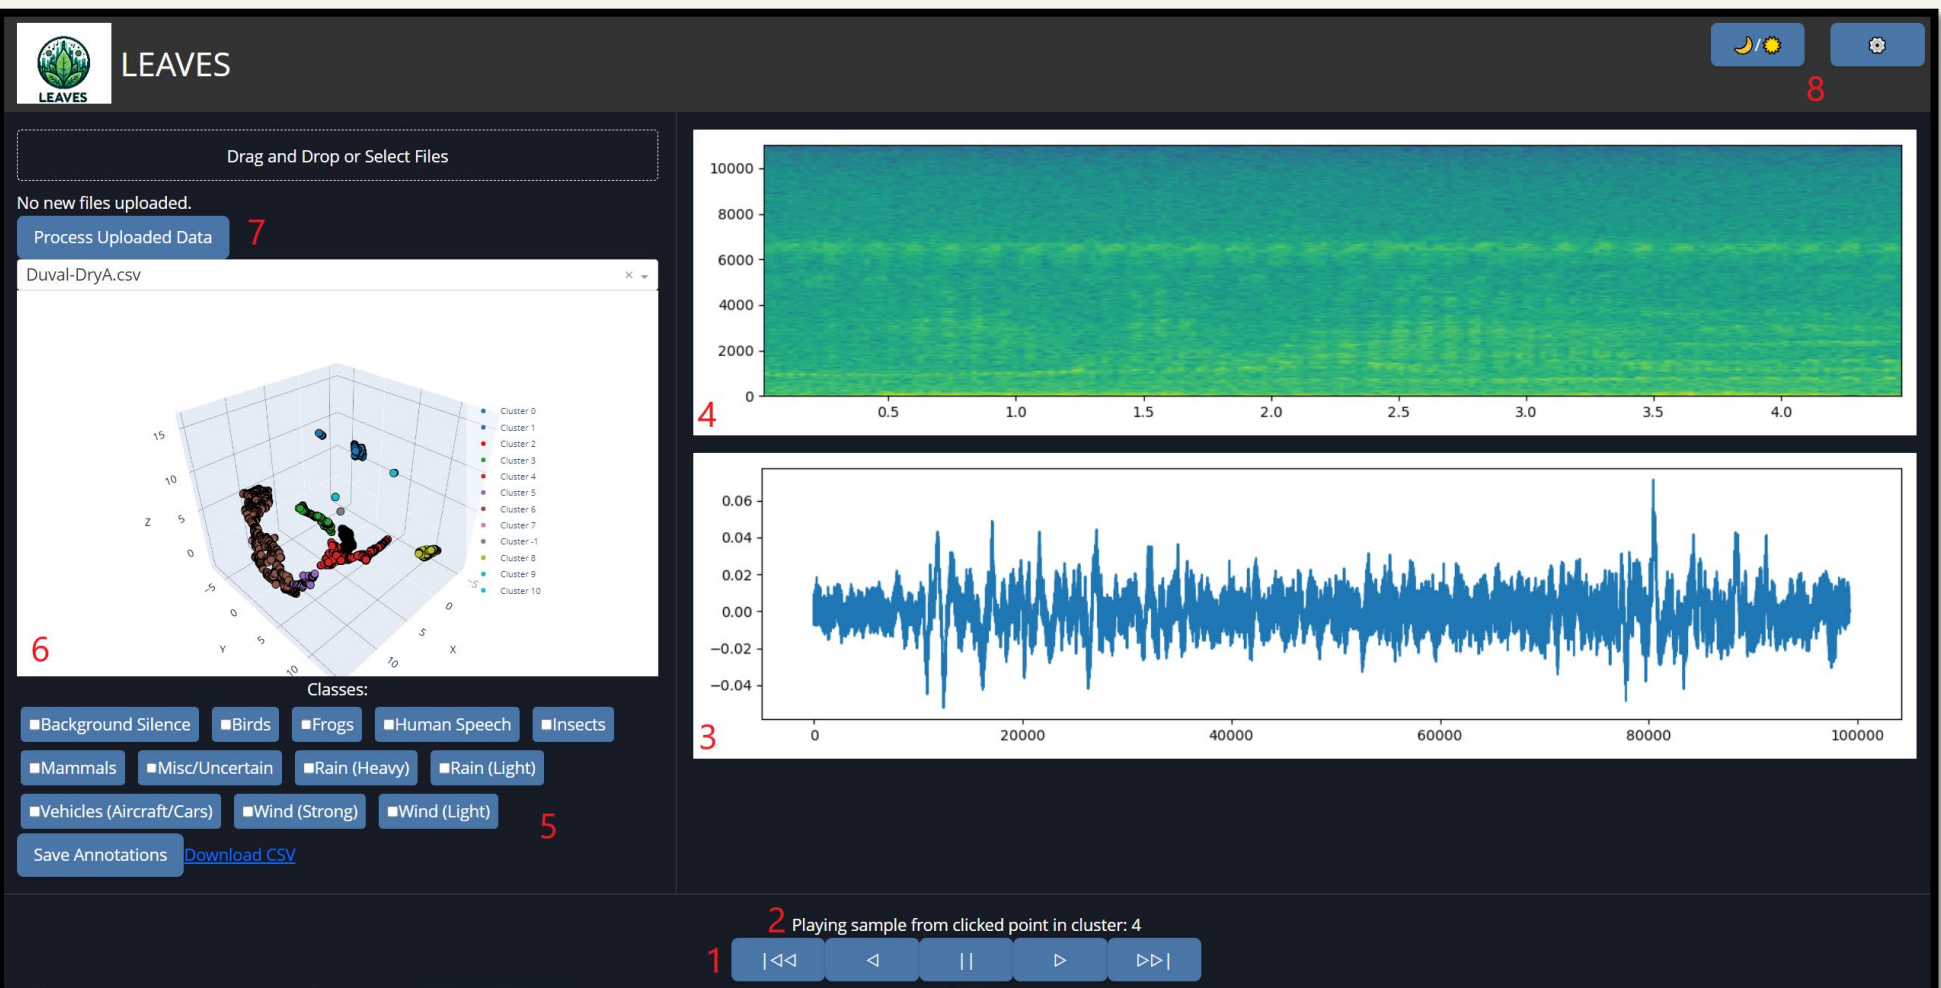 LEAVES
LEAVES
🌙/☀ ⚙
8
Drag and Drop or Select Files
No new files uploaded.
Process Uploaded Data
7
Duval-DryA.csv × ▾
Cluster 0
Cluster 1
Cluster 2
Cluster 3
Cluster 4
Cluster 5
Cluster 6
Cluster 7
Cluster -1
Cluster 8
Cluster 9
Cluster 10
15
10
5
0
Z
−5
0
5
10
Y
−5
0
5
10
X
6
Classes:
Background Silence Birds Frogs Human Speech Insects
Mammals Misc/Uncertain Rain (Heavy) Rain (Light)
Vehicles (Aircraft/Cars) Wind (Strong) Wind (Light)
5
Save Annotations Download CSV
10000
8000
6000
4000
2000
0
0.5 1.0 1.5 2.0 2.5 3.0 3.5 4.0
4
0.06
0.04
0.02
0.00
−0.02
−0.04
0 20000 40000 60000 80000 100000
3
2 Playing sample from clicked point in cluster: 4
1 |◁◁ ◁ || ▷ ▷▷|